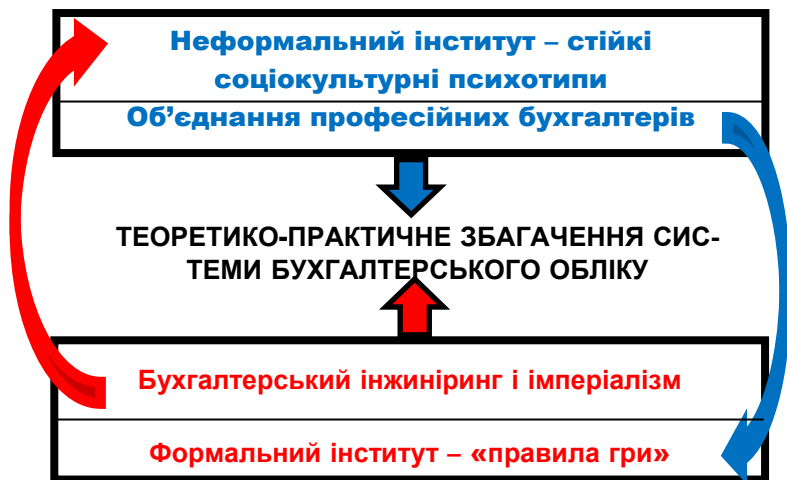 Неформальний інститут – стійкі
соціокультурні психотипи
Об’єднання професійних бухгалтерів
ТЕОРЕТИКО-ПРАКТИЧНЕ ЗБАГАЧЕННЯ СИС-
ТЕМИ БУХГАЛТЕРСЬКОГО ОБЛІКУ
Бухгалтерський інжиніринг і імперіалізм
Формальний інститут – «правила гри»